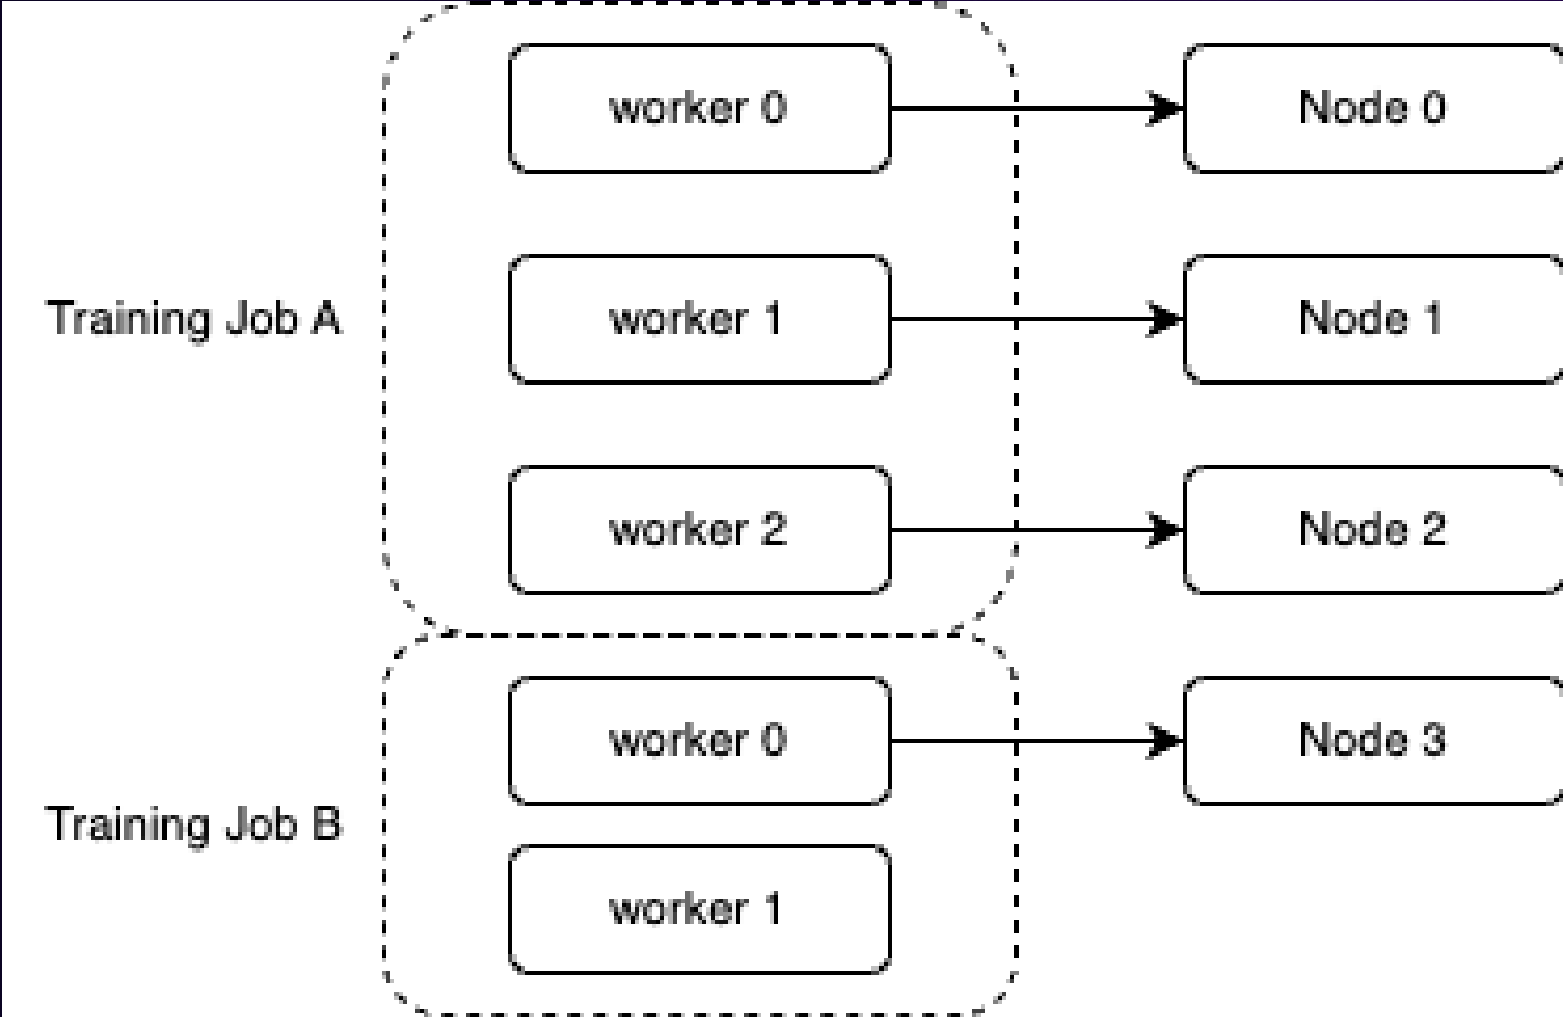 worker 0
Node 0
Training Job A
worker 1
Node 1
worker 2
Node 2
worker 0
Node 3
Training Job B
worker 1